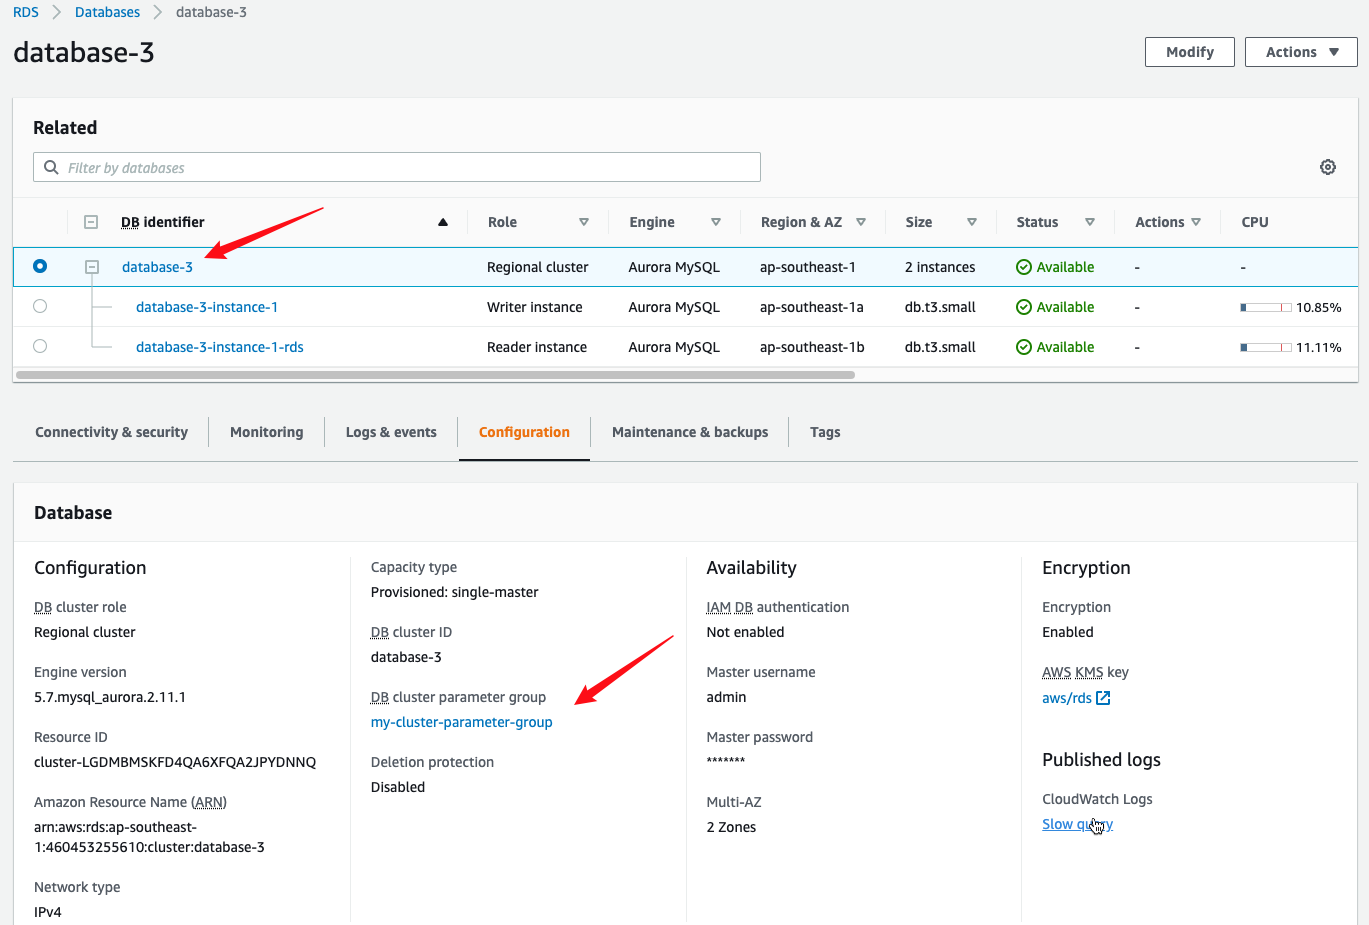 RDS > Databases > database-3
database-3
Modify
Actions
Related
Filter by databases
DB identifier Role Engine Region & AZ Size Status Actions CPU
database-3 Regional cluster Aurora MySQL ap-southeast-1 2 instances Available - -
database-3-instance-1 Writer instance Aurora MySQL ap-southeast-1a db.t3.small Available - 10.85%
database-3-instance-1-rds Reader instance Aurora MySQL ap-southeast-1b db.t3.small Available - 11.11%
Connectivity & security Monitoring Logs & events Configuration Maintenance & backups Tags
Database
Configuration
DB cluster role
Regional cluster
Engine version
5.7.mysql_aurora.2.11.1
Resource ID
cluster-LGDMBMSKFD4QA6XFQA2JPYDNNQ
Amazon Resource Name (ARN)
arn:aws:rds:ap-southeast-
1:460453255610:cluster:database-3
Network type
IPv4
Capacity type
Provisioned: single-master
DB cluster ID
database-3
DB cluster parameter group
my-cluster-parameter-group
Deletion protection
Disabled
Availability
IAM DB authentication
Not enabled
Master username
admin
Master password
*******
Multi-AZ
2 Zones
Encryption
Encryption
Enabled
AWS KMS key
aws/rds
Published logs
CloudWatch Logs
Slow query